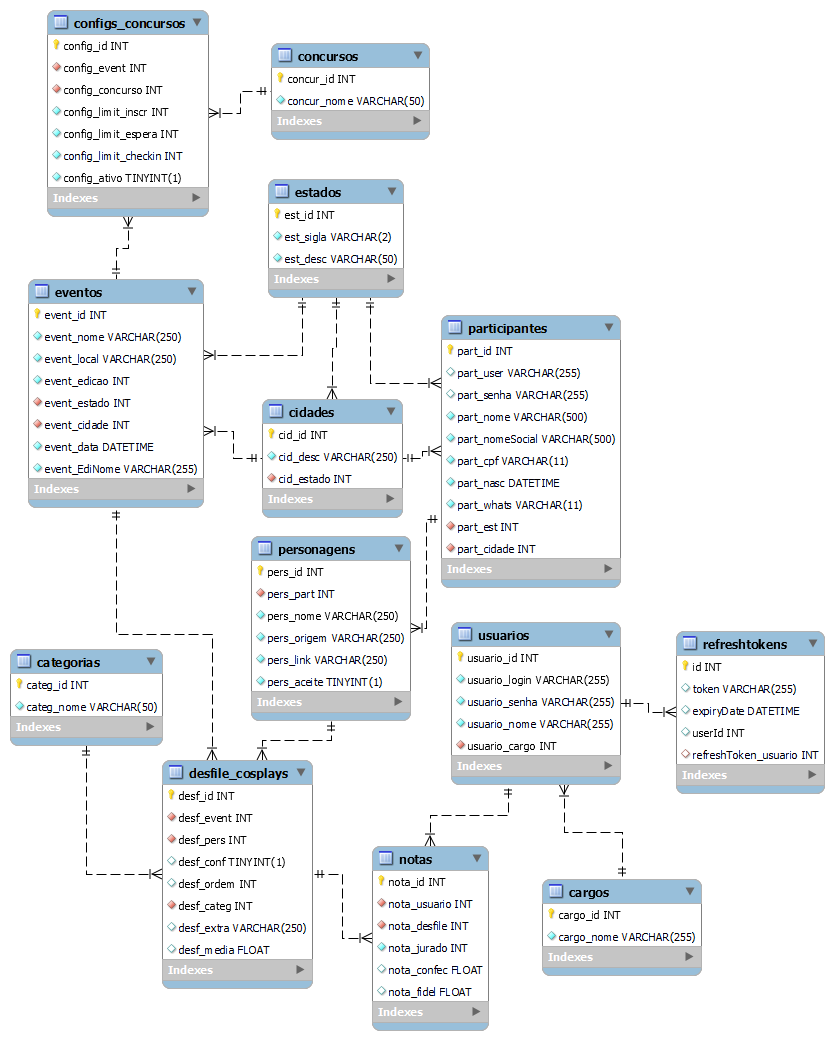 configs_concursos
config_id INT
config_event INT
config_concurso INT
config_limit_inscr INT
config_limit_espera INT
config_limit_checkin INT
config_ativo TINYINT(1)
Indexes
concursos
concur_id INT
concur_nome VARCHAR(50)
Indexes
estados
est_id INT
est_sigla VARCHAR(2)
est_desc VARCHAR(50)
Indexes
eventos
event_id INT
event_nome VARCHAR(250)
event_local VARCHAR(250)
event_edicao INT
event_estado INT
event_cidade INT
event_data DATETIME
event_EdiNome VARCHAR(255)
Indexes
participantes
part_id INT
part_user VARCHAR(255)
part_senha VARCHAR(255)
part_nome VARCHAR(500)
part_nomeSocial VARCHAR(500)
part_cpf VARCHAR(11)
part_nasc DATETIME
part_whats VARCHAR(11)
part_est INT
part_cidade INT
Indexes
cidades
cid_id INT
cid_desc VARCHAR(250)
cid_estado INT
Indexes
personagens
pers_id INT
pers_part INT
pers_nome VARCHAR(250)
pers_origem VARCHAR(250)
pers_link VARCHAR(250)
pers_aceite TINYINT(1)
Indexes
usuarios
usuario_id INT
usuario_login VARCHAR(255)
usuario_senha VARCHAR(255)
usuario_nome VARCHAR(255)
usuario_cargo INT
Indexes
refreshtokens
id INT
token VARCHAR(255)
expiryDate DATETIME
userId INT
refreshToken_usuario INT
Indexes
categorias
categ_id INT
categ_nome VARCHAR(50)
Indexes
desfile_cosplays
desf_id INT
desf_event INT
desf_pers INT
desf_conf TINYINT(1)
desf_ordem INT
desf_categ INT
desf_extra VARCHAR(250)
desf_media FLOAT
Indexes
notas
nota_id INT
nota_usuario INT
nota_desfile INT
nota_jurado INT
nota_confec FLOAT
nota_fidel FLOAT
Indexes
cargos
cargo_id INT
cargo_nome VARCHAR(255)
Indexes